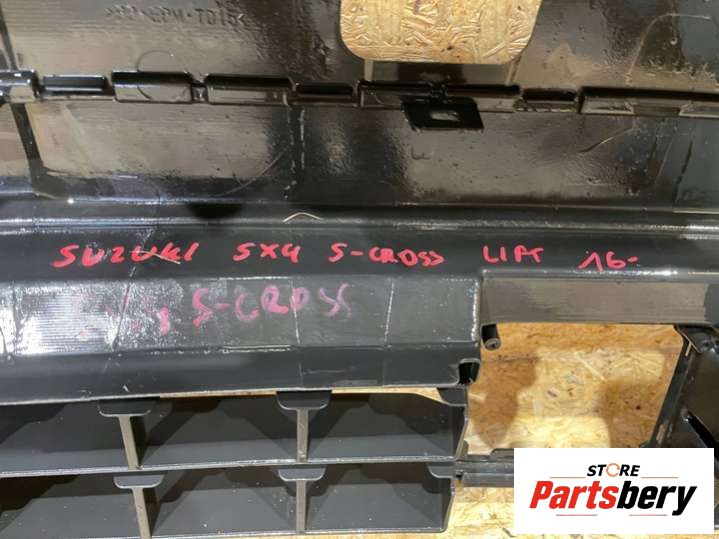 SUZUKI SX4 S-CROSS LIFT 16-
S-CROSS
STORE
Partsbery